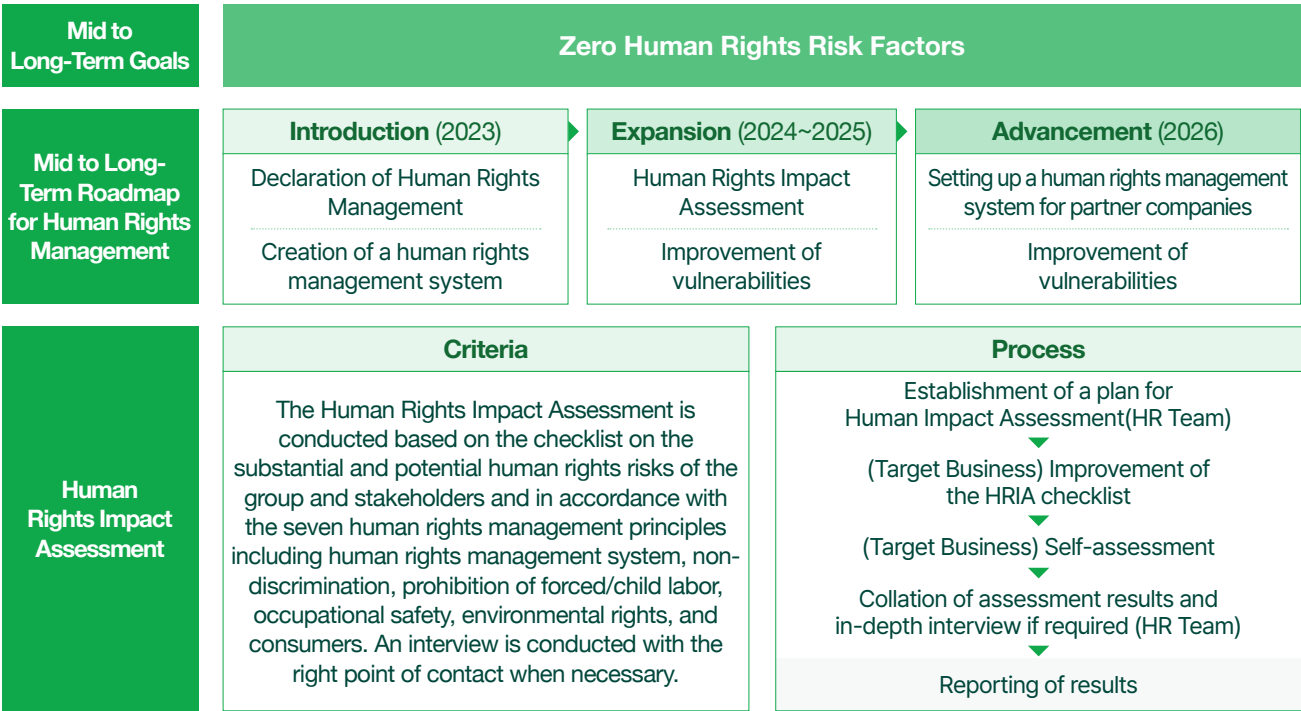 Mid to
Long-Term Goals
Zero Human Rights Risk Factors
Mid to Long-
Term Roadmap
for Human Rights
Management
Introduction (2023)
Declaration of Human Rights
Management
Creation of a human rights
management system
Expansion (2024~2025)
Human Rights Impact
Assessment
Improvement of
vulnerabilities
Advancement (2026)
Setting up a human rights management
system for partner companies
Improvement of
vulnerabilities
Human
Rights Impact
Assessment
Criteria
The Human Rights Impact Assessment is
conducted based on the checklist on the
substantial and potential human rights risks of the
group and stakeholders and in accordance with
the seven human rights management principles
including human rights management system, non-
discrimination, prohibition of forced/child labor,
occupational safety, environmental rights, and
consumers. An interview is conducted with the
right point of contact when necessary.
Process
Establishment of a plan for
Human Impact Assessment(HR Team)
(Target Business) Improvement of
the HRIA checklist
(Target Business) Self-assessment
Collation of assessment results and
in-depth interview if required (HR Team)
Reporting of results